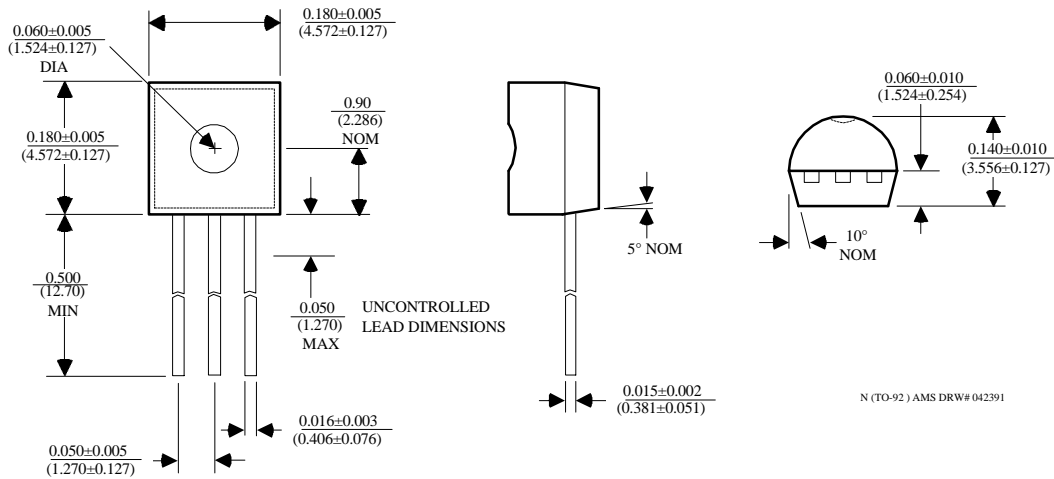 0.060±0.005
(1.524±0.127)
DIA
0.180±0.005
(4.572±0.127)
0.180±0.005
(4.572±0.127)
0.90
(2.286)
NOM
0.500
(12.70)
MIN
0.050
(1.270)
MAX
UNCONTROLLED
LEAD DIMENSIONS
0.016±0.003
(0.406±0.076)
0.050±0.005
(1.270±0.127)
5° NOM
0.015±0.002
(0.381±0.051)
0.060±0.010
(1.524±0.254)
0.140±0.010
(3.556±0.127)
10°
NOM
N (TO-92 ) AMS DRW# 042391